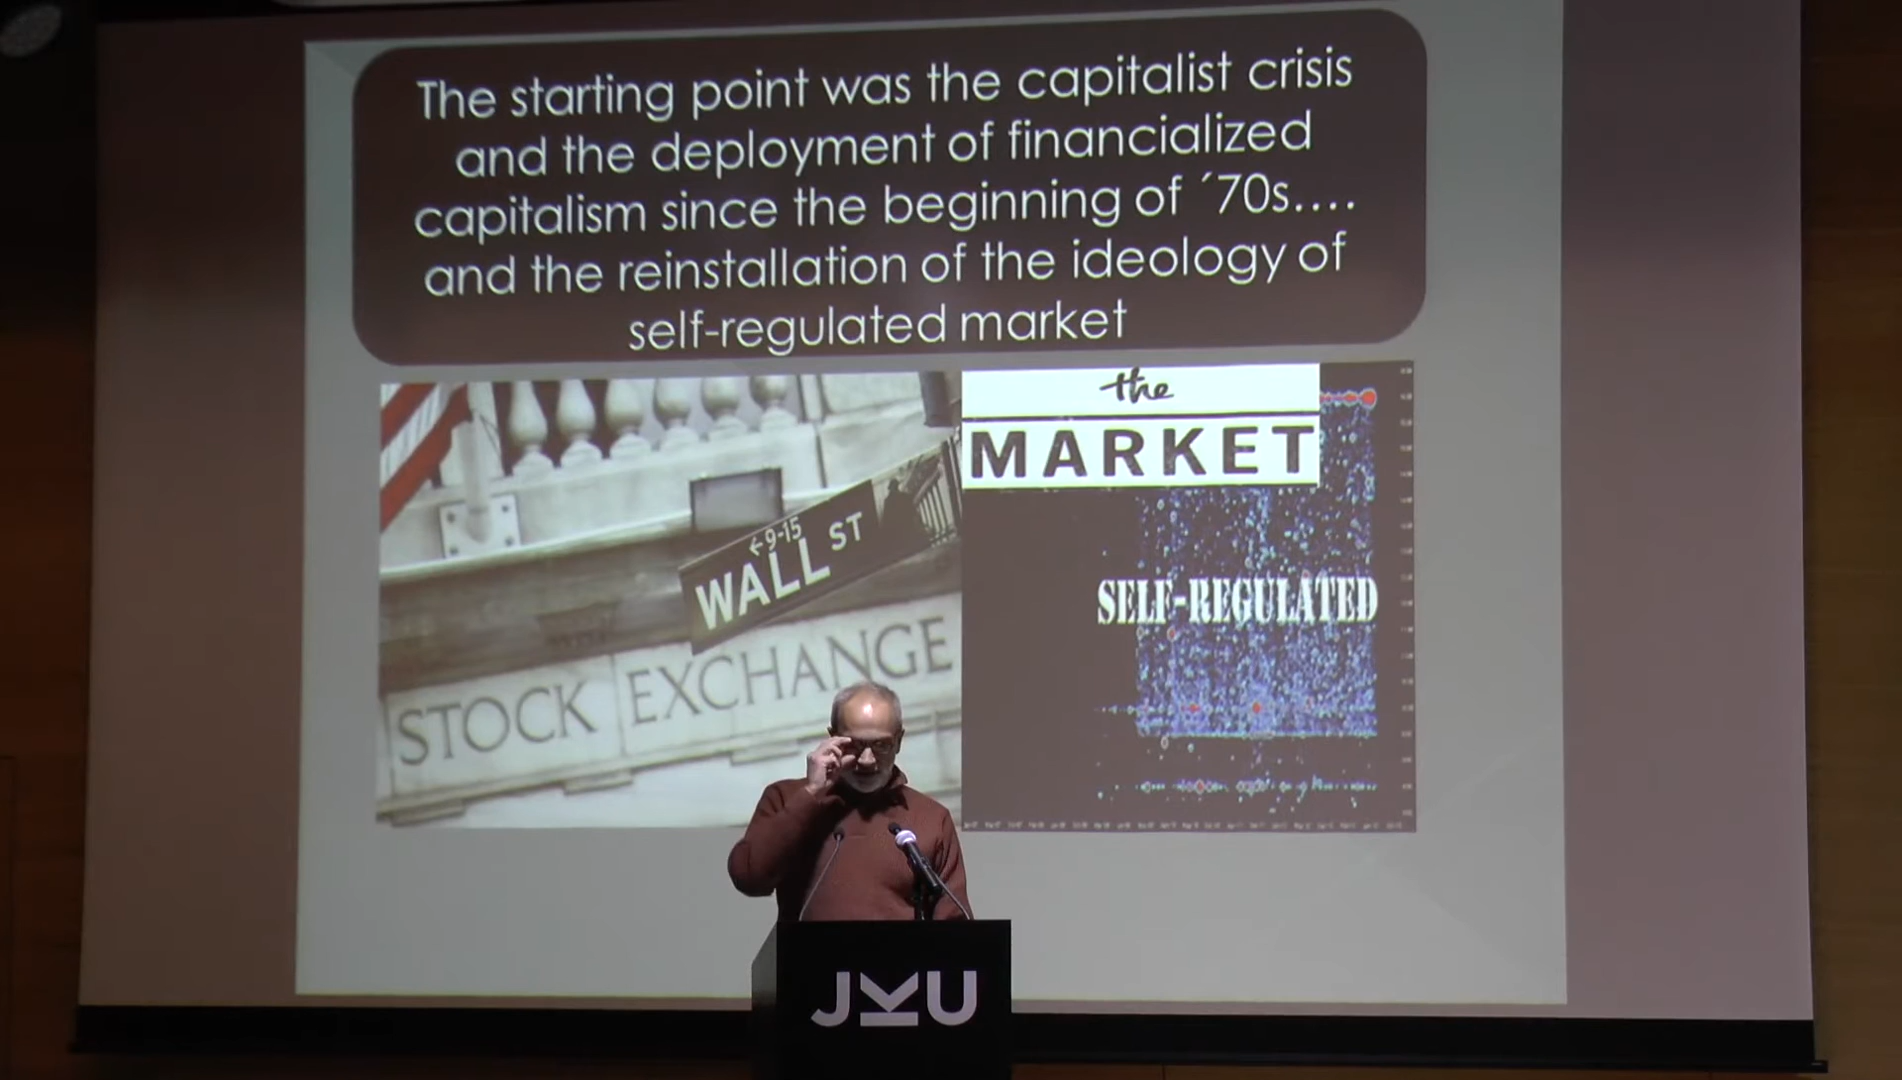 The starting point was the capitalist crisis
and the deployment of financialized
capitalism since the beginning of ´70s....
and the reinstallation of the ideology of
self-regulated market
the
MARKET
←9-15
WALL ST
SELF-REGULATED
STOCK EXCHANGE
JKU